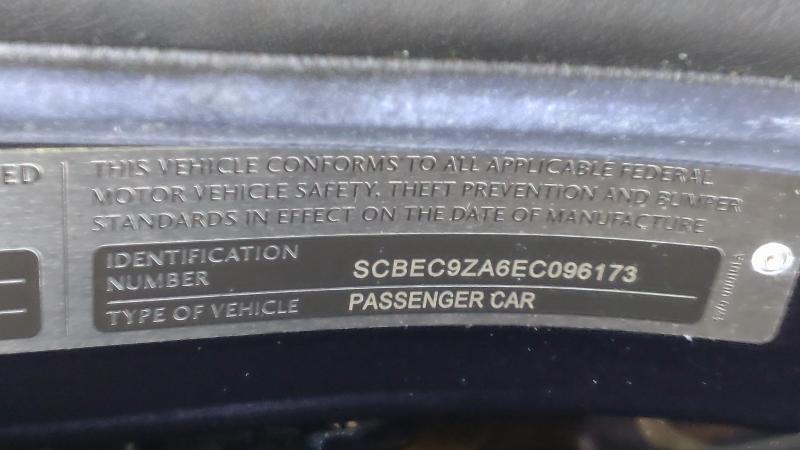 ED
THIS VEHICLE CONFORMS TO ALL APPLICABLE FEDERAL
MOTOR VEHICLE SAFETY, THEFT PREVENTION AND BUMPER
STANDARDS IN EFFECT ON THE DATE OF MANUFACTURE
IDENTIFICATION
NUMBER SCBEC9ZA6EC096173
TYPE OF VEHICLE PASSENGER CAR